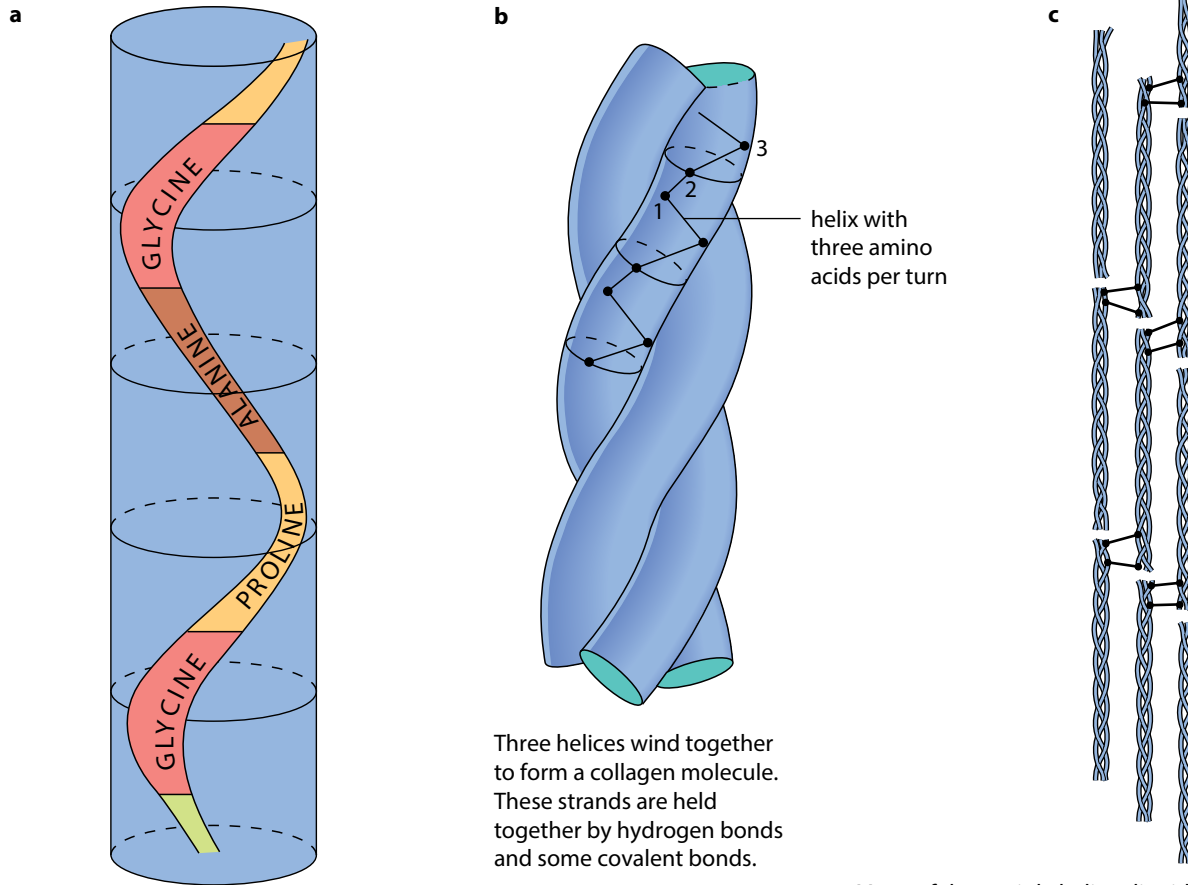 a
GLYCINE
ALANINE
PROLINE
GLYCINE
b
3
2
1
helix with
three amino
acids per turn
Three helices wind together
to form a collagen molecule.
These strands are held
together by hydrogen bonds
and some covalent bonds.
c